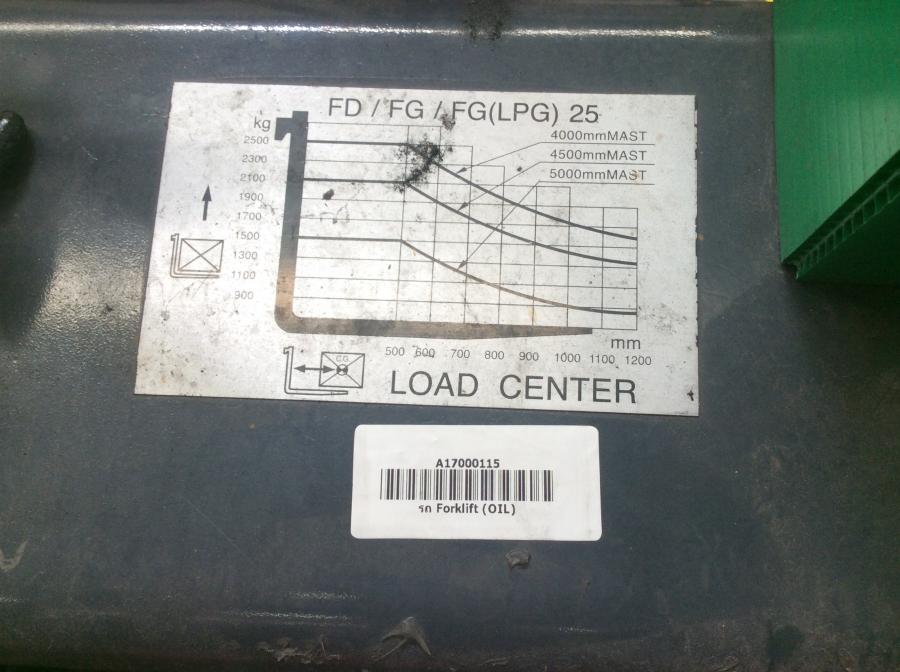 FD / FG / FG(LPG) 25
kg
2500
2300
2100
1900
1700
1500
1300
1100
900
4000mmMAST
4500mmMAST
5000mmMAST
mm
500 600 700 800 900 1000 1100 1200
C.G.
LOAD CENTER
A17000115
รถ Forklift (OIL)